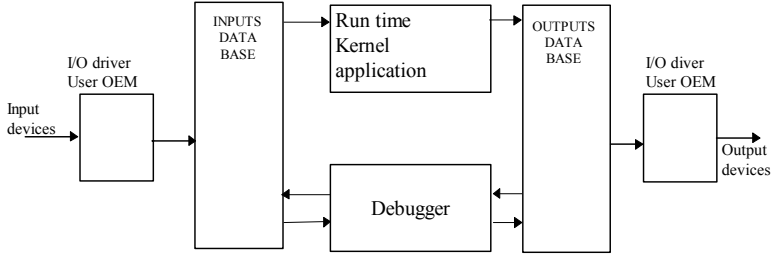 Input
devices
I/O driver
User OEM
INPUTS
DATA
BASE
Run time
Kernel
application
Debugger
OUTPUTS
DATA
BASE
I/O diver
User OEM
Output
devices